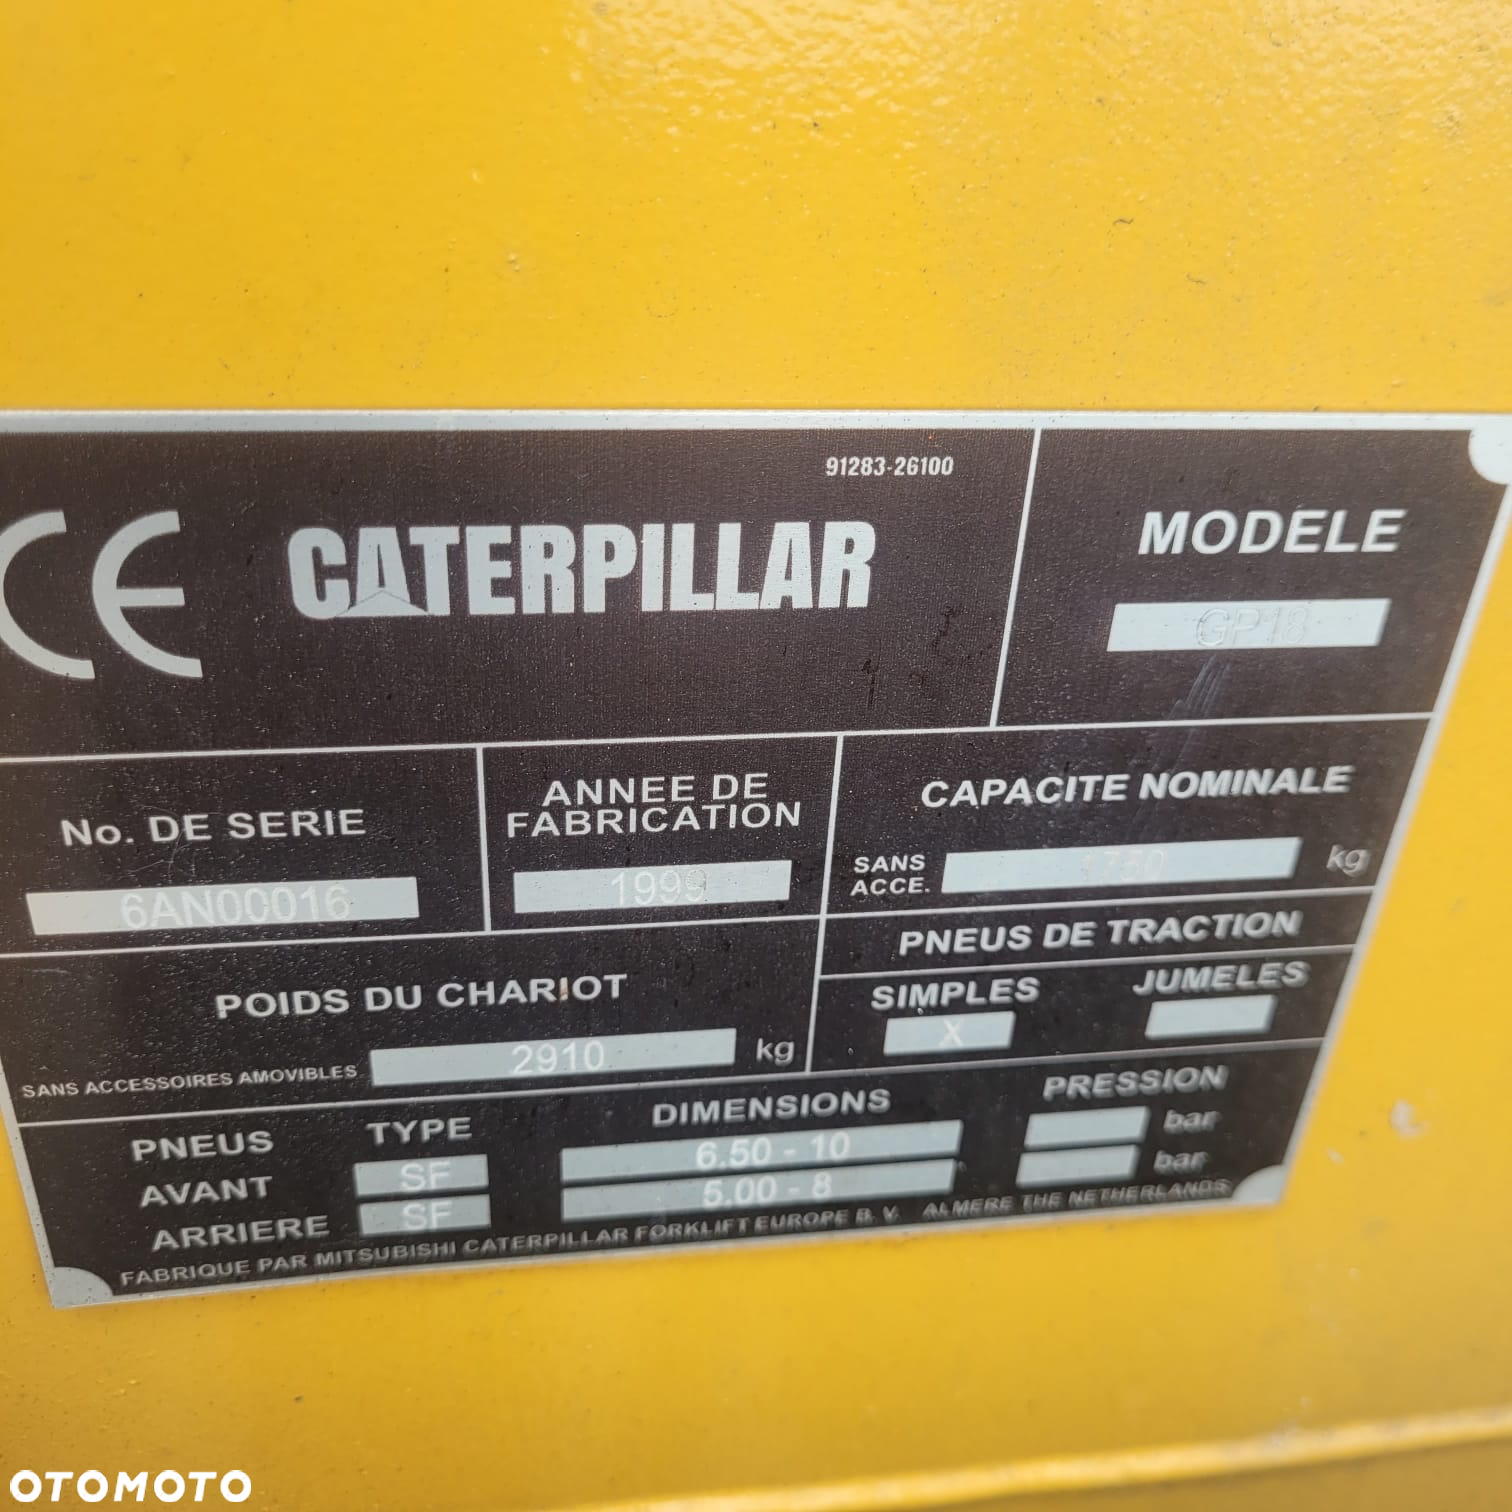 91283-26100
CE CATERPILLAR
MODELE
GP18
No. DE SERIE
6AN00016
ANNEE DE
FABRICATION
1999
CAPACITE NOMINALE
SANS
ACCE.
1750 kg
POIDS DU CHARIOT
SANS ACCESSOIRES AMOVIBLES 2910 kg
PNEUS DE TRACTION
SIMPLES JUMELES
X
PNEUS TYPE DIMENSIONS PRESSION
AVANT SF 6.50 - 10 bar
ARRIERE SF 5.00 - 8 bar
FABRIQUE PAR MITSUBISHI CATERPILLAR FORKLIFT EUROPE B.V. ALMERE THE NETHERLANDS
OTOMOTO